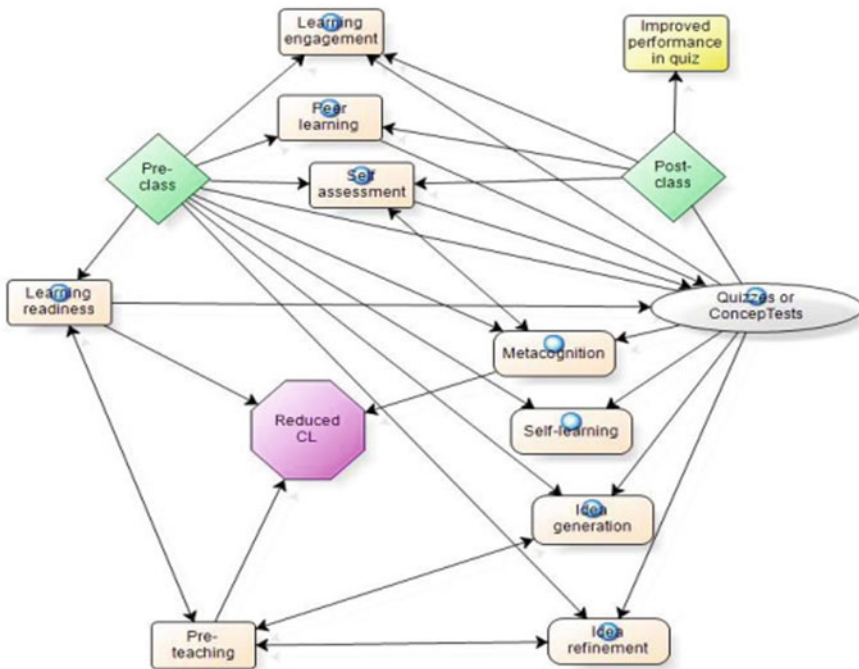 Learning
engagement
Improved
performance
in quiz
Peer
learning
Pre-
class
Self
assessment
Post-
class
Learning
readiness
Quizzes or
ConcepTests
Metacognition
Reduced
CL
Self-learning
Idea
generation
Pre-
teaching
Idea
refinement